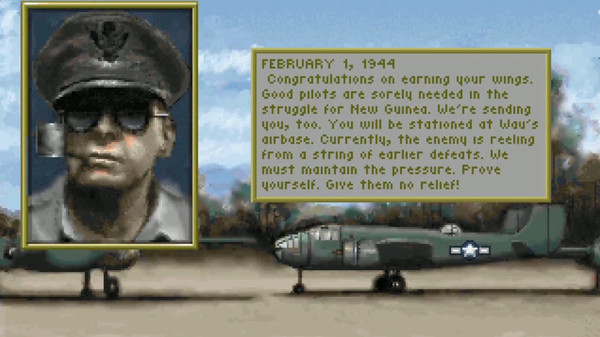 FEBRUARY 1, 1944
Congratulations on earning your wings.
Good pilots are sorely needed in the
struggle for New Guinea. We're sending
you, too. You will be stationed at Wau's
airbase. Currently, the enemy is reeling
from a string of earlier defeats. We
must maintain the pressure. Prove
yourself. Give them no relief!